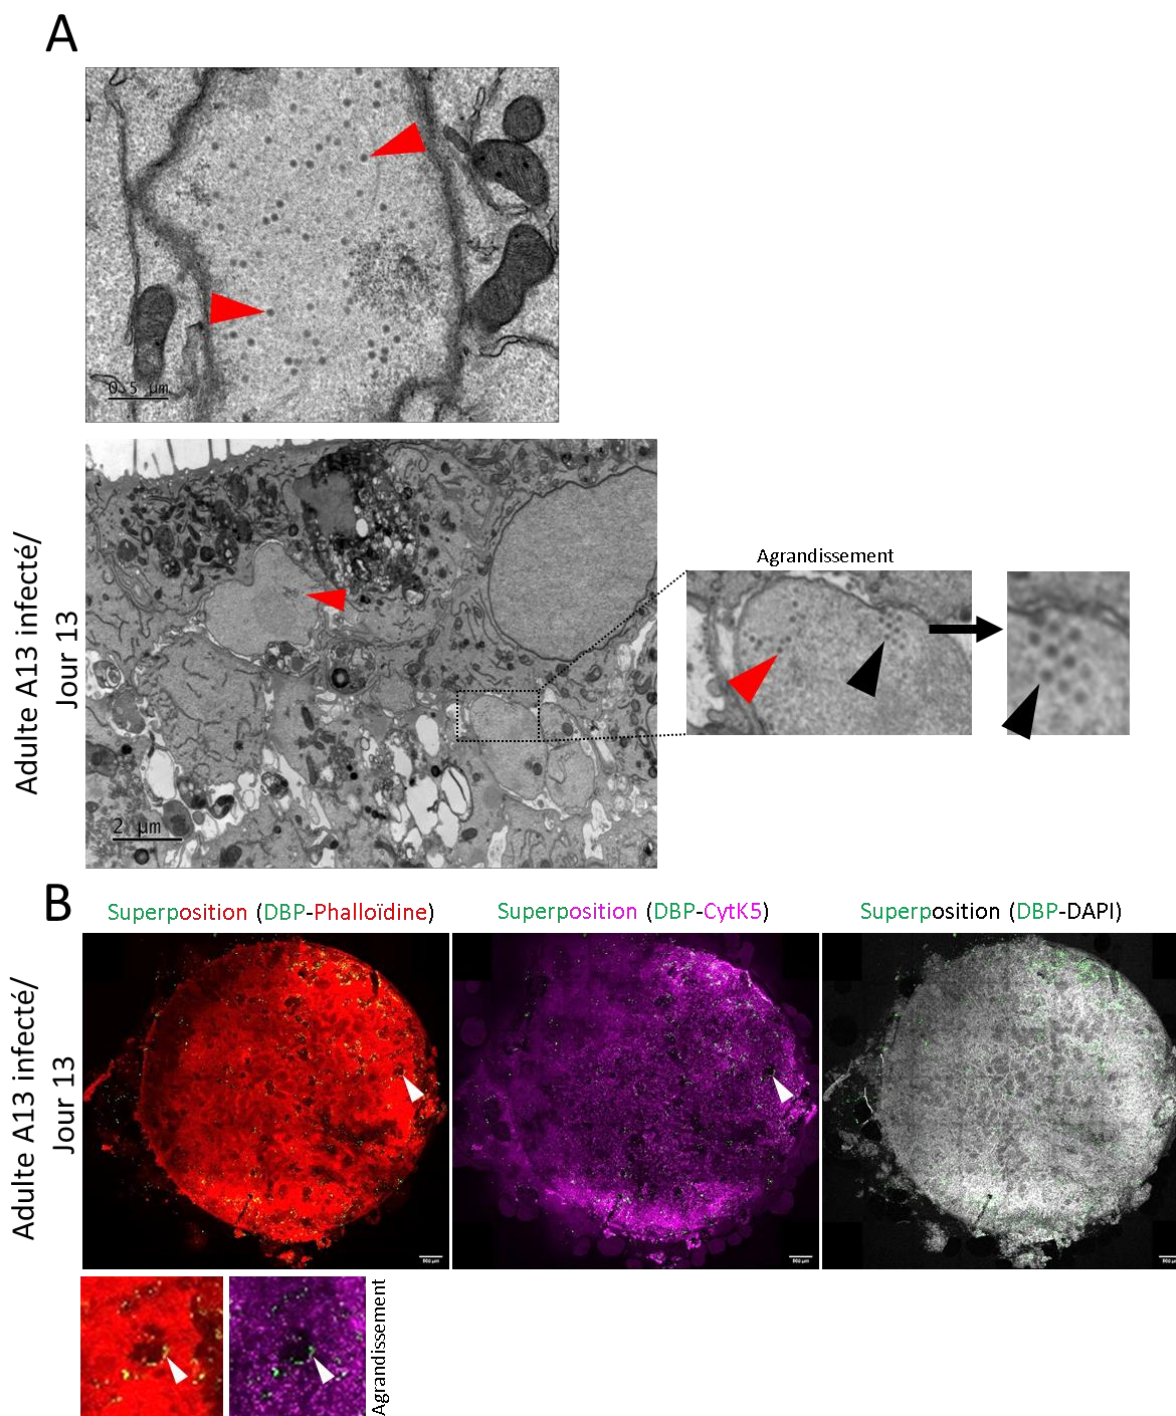 A
0.5 µm
Adulte A13 infecté/
Jour 13
2 µm
Agrandissement
B
Superposition (DBP-Phalloïdine)
Superposition (DBP-CytK5)
Superposition (DBP-DAPI)
Adulte A13 infecté/
Jour 13
Agrandissement